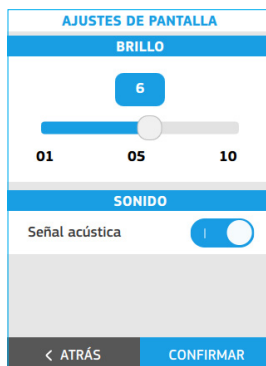 AJUSTES DE PANTALLA
BRILLO
6
01 05 10
SONIDO
Señal acústica
< ATRÁS CONFIRMAR